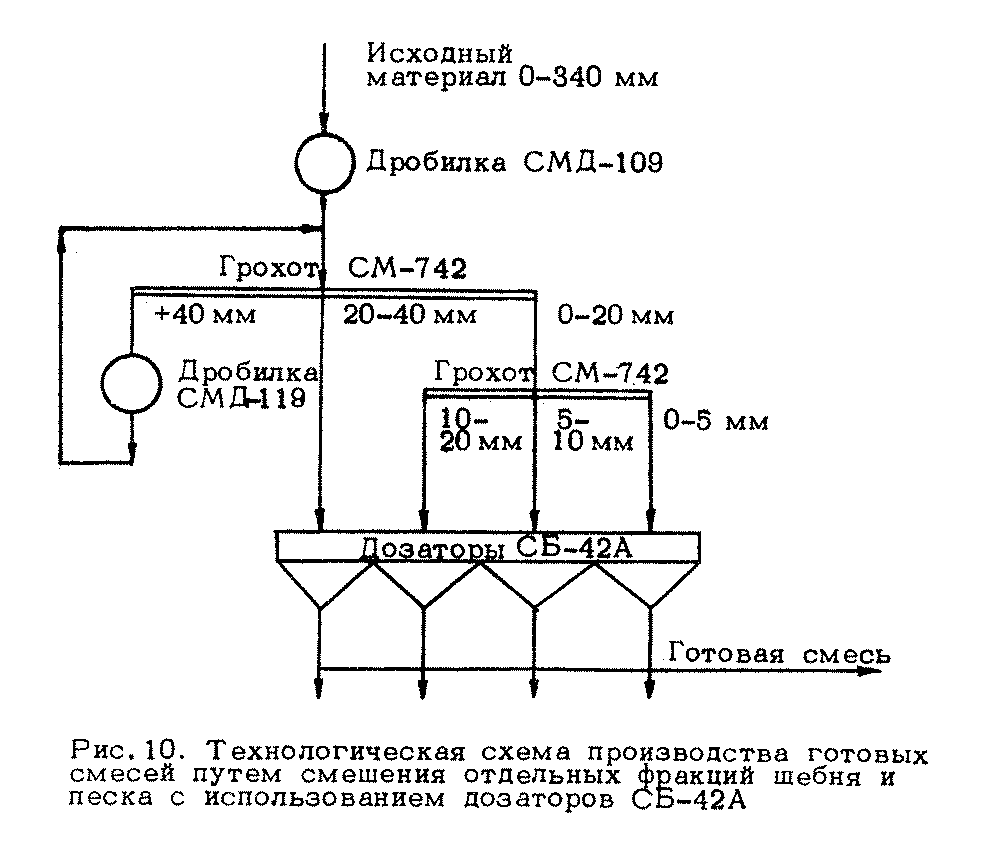 Исходный
материал 0-340 мм
Дробилка СМД-109
Грохот СМ-742
+40 мм
20-40 мм
0-20 мм
Дробилка
СМД-119
Грохот СМ-742
10-
20 мм
5-
10 мм
0-5 мм
Дозаторы СБ-42А
Готовая смесь
Рис. 10. Технологическая схема производства готовых
смесей путем смешения отдельных фракций щебня и
песка с использованием дозаторов СБ-42А